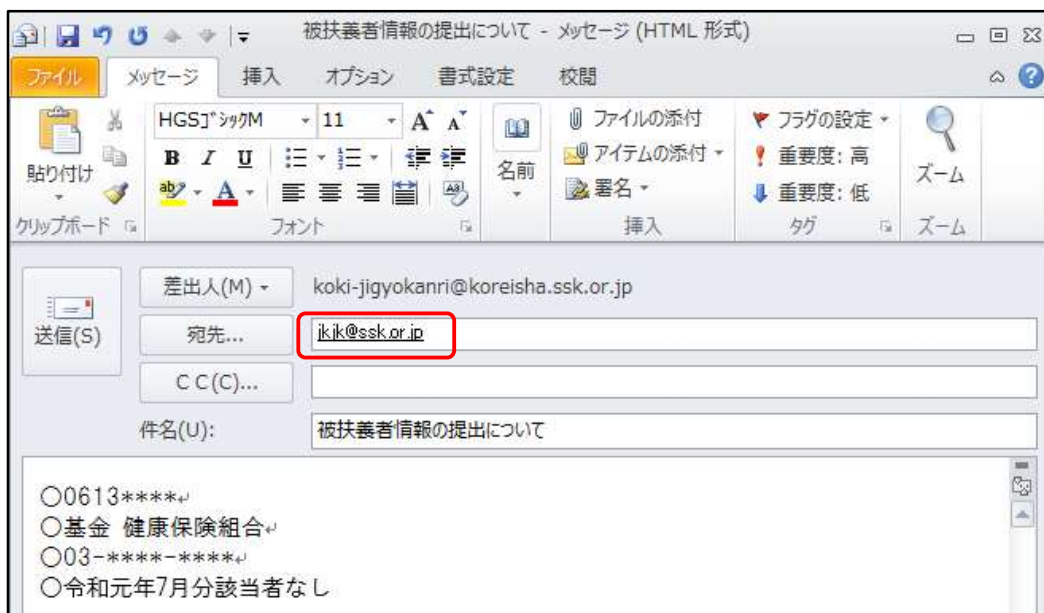 被扶養者情報の提出について - メッセージ (HTML 形式)
ファイル メッセージ 挿入 オプション 書式設定 校閲
HGSｺﾞｼｯｸM 11 A A
貼り付け
B I U
ab A
名前
ファイルの添付
アイテムの添付
署名
フラグの設定
重要度: 高
重要度: 低
ズーム
クリップボード フォント 挿入 タグ ズーム
送信(S)
差出人(M) koki-jigyokanri@koreisha.ssk.or.jp
宛先... jkjk@ssk.or.jp
ＣＣ(C)...
件名(U): 被扶養者情報の提出について
〇0613****
〇基金 健康保険組合
〇03-****-****
〇令和元年7月分該当者なし